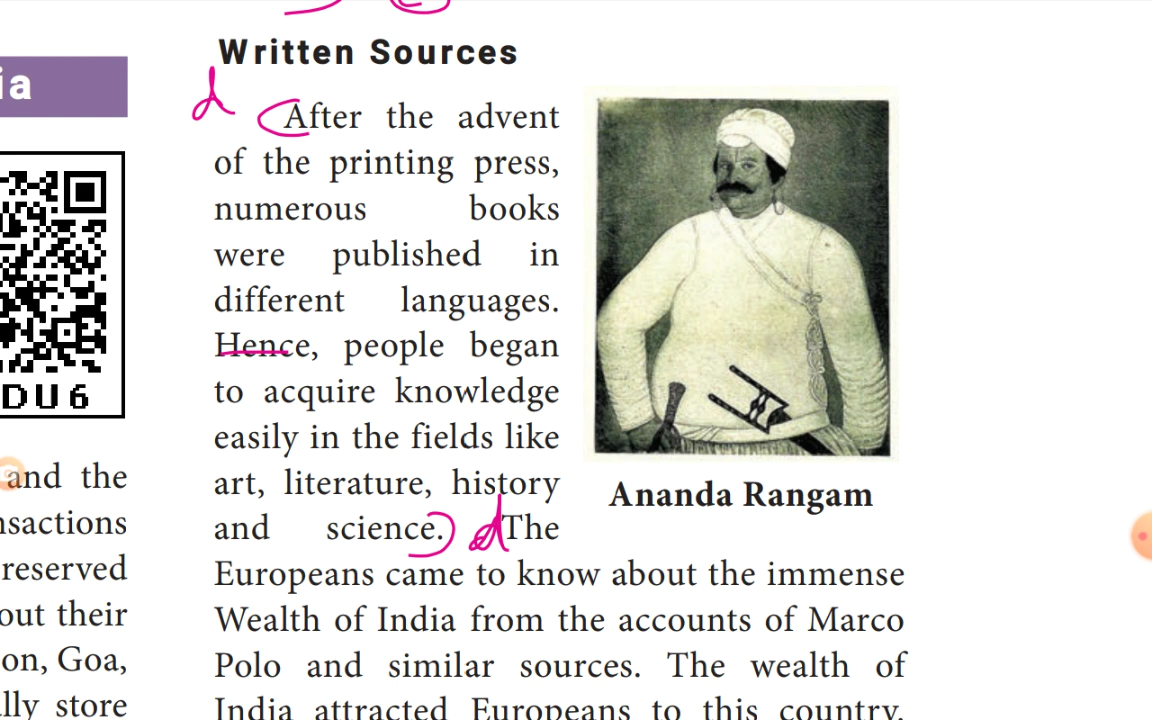 Written Sources
ia
After the advent
of the printing press,
numerous books
were published in
different languages.
Hence, people began
to acquire knowledge
easily in the fields like
art, literature, history
and science. The
Europeans came to know about the immense
Wealth of India from the accounts of Marco
Polo and similar sources. The wealth of
India attracted Europeans to this country.
Ananda Rangam
DU6
and the
nsactions
reserved
out their
on, Goa,
lly store